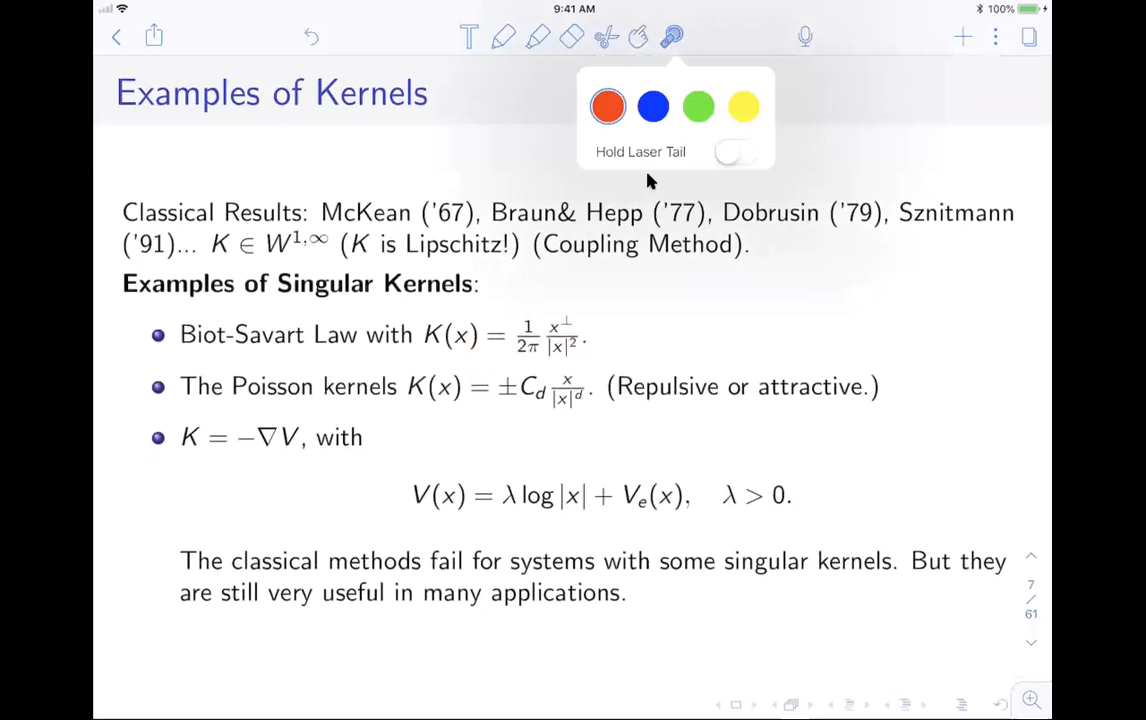 9:41 AM
100%
T
Examples of Kernels
Hold Laser Tail
Classical Results: McKean ('67), Braun& Hepp ('77), Dobrusin ('79), Sznitmann
('91)... K ∈ W^{1,∞} (K is Lipschitz!) (Coupling Method).
Examples of Singular Kernels:
Biot-Savart Law with K(x) = \frac{1}{2π} \frac{x^⊥}{|x|^2}.
The Poisson kernels K(x) = ±C_d \frac{x}{|x|^d}. (Repulsive or attractive.)
K = −∇V, with
V(x) = λ log |x| + V_e(x), λ > 0.
The classical methods fail for systems with some singular kernels. But they
are still very useful in many applications.
7
/
61